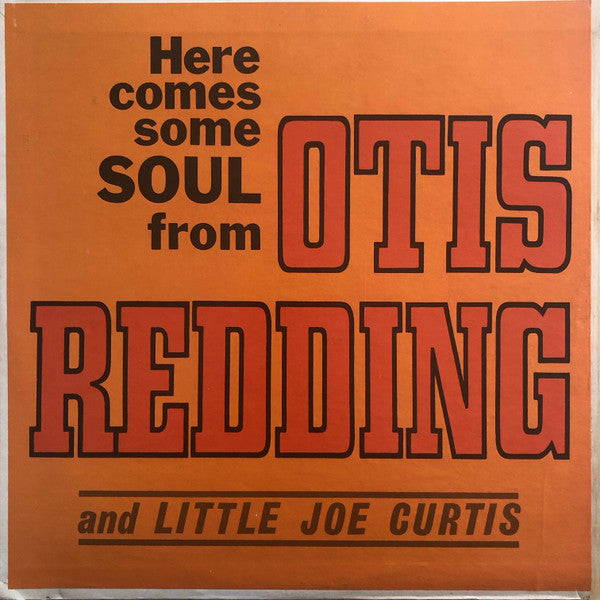 Here
comes
some
SOUL
from
OTIS
REDDING
and LITTLE JOE CURTIS